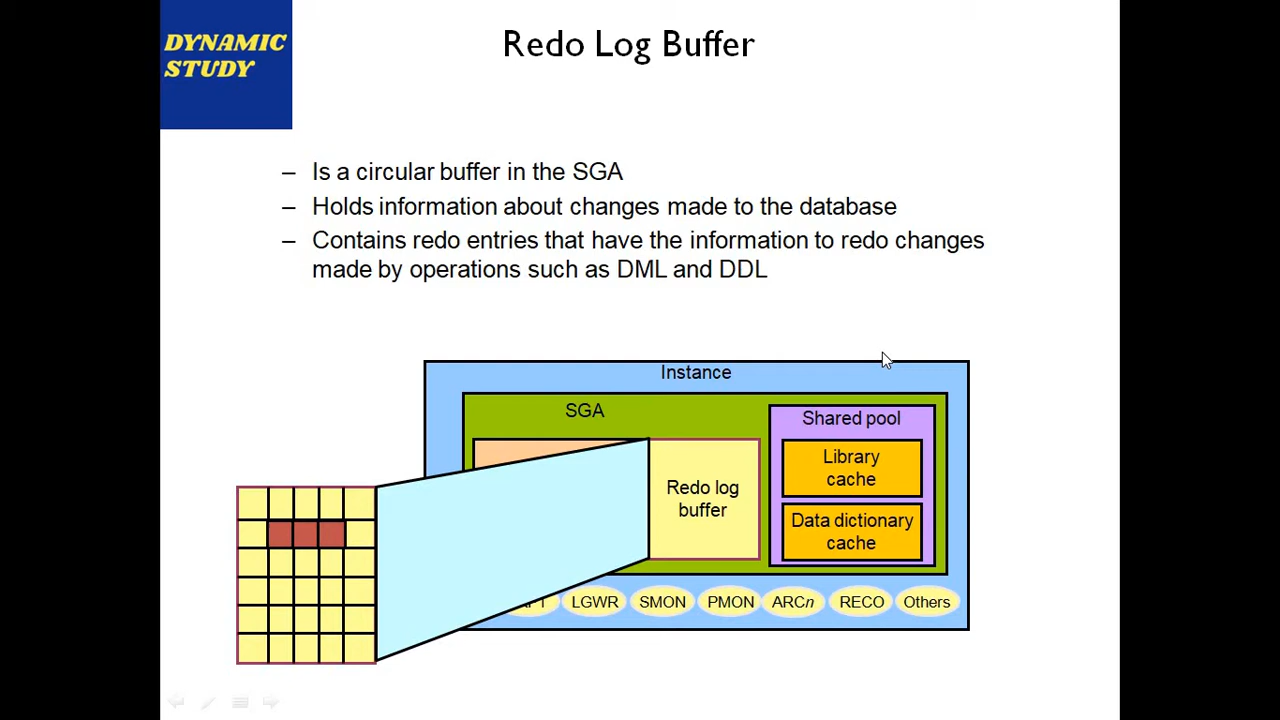 DYNAMIC
STUDY
Redo Log Buffer
– Is a circular buffer in the SGA
– Holds information about changes made to the database
– Contains redo entries that have the information to redo changes
made by operations such as DML and DDL
Instance
SGA
Shared pool
Library
cache
Redo log
buffer
Data dictionary
cache
LGWR
SMON
PMON
ARCn
RECO
Others